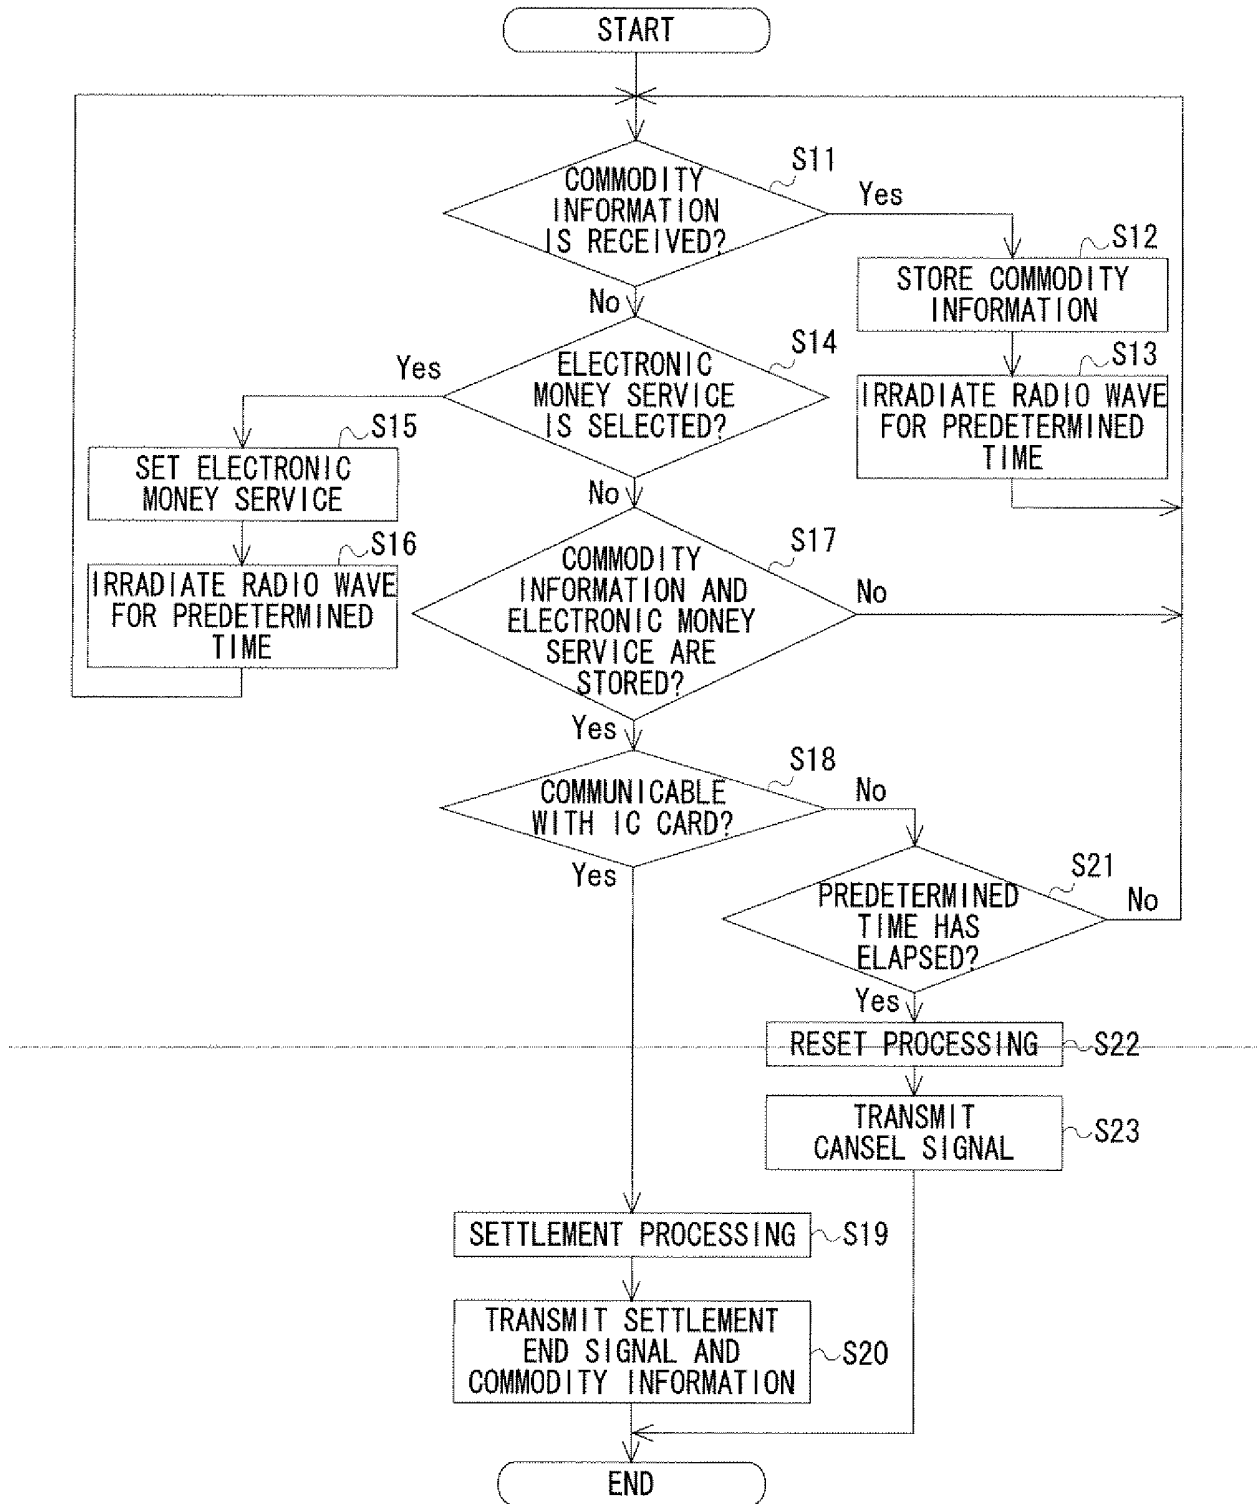 START
S11
COMMODITY
INFORMATION
IS RECEIVED?
Yes
S12
STORE COMMODITY
INFORMATION
No
S14
ELECTRONIC
MONEY SERVICE
IS SELECTED?
Yes
S13
IRRADIATE RADIO WAVE
FOR PREDETERMINED
TIME
S15
SET ELECTRONIC
MONEY SERVICE
No
S16
IRRADIATE RADIO WAVE
FOR PREDETERMINED
TIME
S17
COMMODITY
INFORMATION AND
ELECTRONIC MONEY
SERVICE ARE
STORED?
No
Yes
S18
COMMUNICABLE
WITH IC CARD?
No
Yes
S21
PREDETERMINED
TIME HAS
ELAPSED?
No
Yes
RESET PROCESSING
S22
TRANSMIT
CANSEL SIGNAL
S23
SETTLEMENT PROCESSING
S19
TRANSMIT SETTLEMENT
END SIGNAL AND
COMMODITY INFORMATION
S20
END